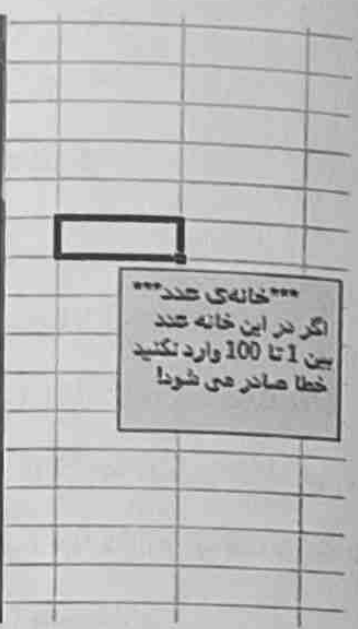 ***خانه‌ی عدد***
اگر در این خانه عدد
بین 1 تا 100 وارد نکنید
خطا صادر می شود!